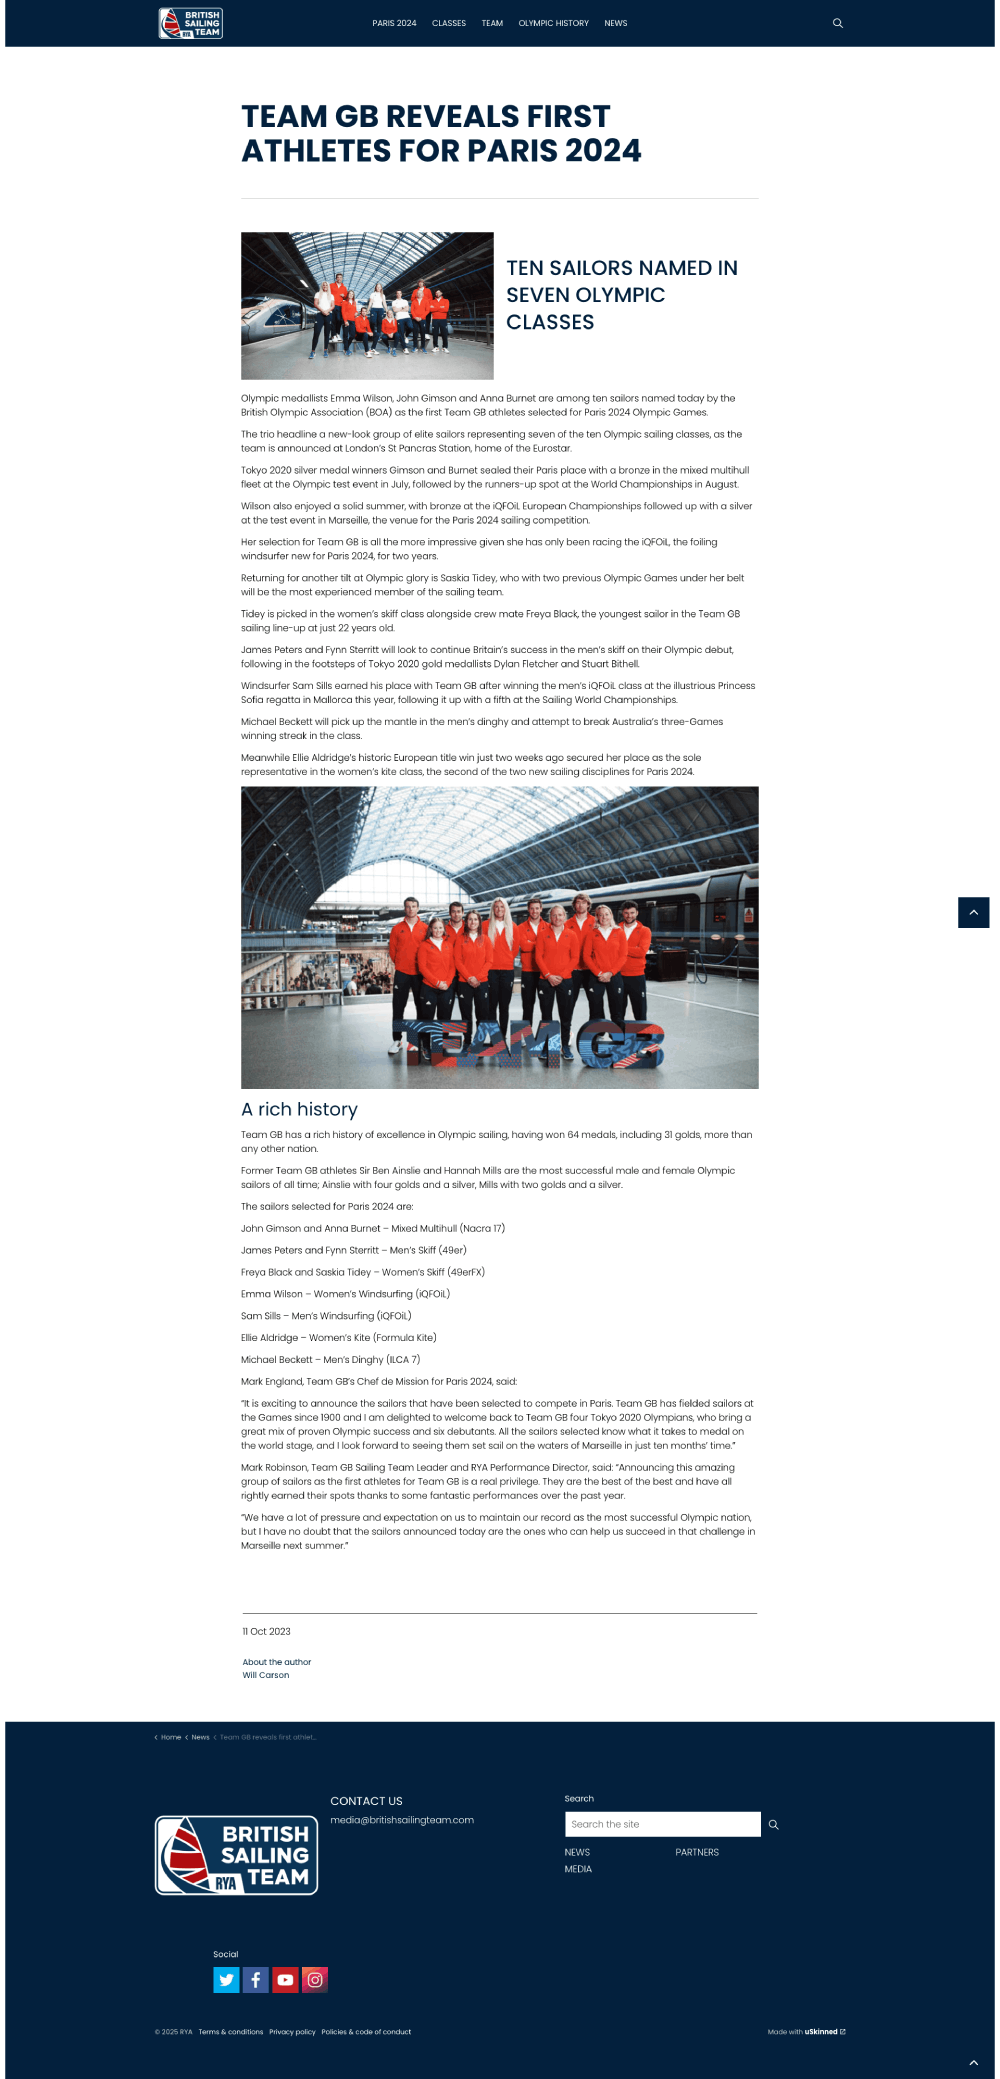 BRITISH
SAILING
RYA TEAM
PARIS 2024 CLASSES TEAM OLYMPIC HISTORY NEWS
TEAM GB REVEALS FIRST
ATHLETES FOR PARIS 2024
TEN SAILORS NAMED IN
SEVEN OLYMPIC
CLASSES
Olympic medallists Emma Wilson, John Gimson and Anna Burnet are among ten sailors named today by the
British Olympic Association (BOA) as the first Team GB athletes selected for Paris 2024 Olympic Games.
The trio headline a new-look group of elite sailors representing seven of the ten Olympic sailing classes, as the
team is announced at London's St Pancras Station, home of the Eurostar.
Tokyo 2020 silver medal winners Gimson and Burnet sealed their Paris place with a bronze in the mixed multihull
fleet at the Olympic test event in July, followed by the runners-up spot at the World Championships in August.
Wilson also enjoyed a solid summer, with bronze at the iQFOiL European Championships followed up with a silver
at the test event in Marseille, the venue for the Paris 2024 sailing competition.
Her selection for Team GB is all the more impressive given she has only been racing the iQFOiL, the foiling
windsurfer new for Paris 2024, for two years.
Returning for another tilt at Olympic glory is Saskia Tidey, who with two previous Olympic Games under her belt
will be the most experienced member of the sailing team.
Tidey is picked in the women's skiff class alongside crew mate Freya Black, the youngest sailor in the Team GB
sailing line-up at just 22 years old.
James Peters and Fynn Sterritt will look to continue Britain's success in the men's skiff on their Olympic debut,
following in the footsteps of Tokyo 2020 gold medallists Dylan Fletcher and Stuart Bithell.
Windsurfer Sam Sills earned his place with Team GB after winning the men's iQFOiL class at the illustrious Princess
Sofia regatta in Mallorca this year, following it up with a fifth at the Sailing World Championships.
Michael Beckett will pick up the mantle in the men's dinghy and attempt to break Australia's three-Games
winning streak in the class.
Meanwhile Ellie Aldridge's historic European title win just two weeks ago secured her place as the sole
representative in the women's kite class, the second of the two new sailing disciplines for Paris 2024.
TEAM GB
A rich history
Team GB has a rich history of excellence in Olympic sailing, having won 64 medals, including 31 golds, more than
any other nation.
Former Team GB athletes Sir Ben Ainslie and Hannah Mills are the most successful male and female Olympic
sailors of all time; Ainslie with four golds and a silver, Mills with two golds and a silver.
The sailors selected for Paris 2024 are:
John Gimson and Anna Burnet – Mixed Multihull (Nacra 17)
James Peters and Fynn Sterritt – Men's Skiff (49er)
Freya Black and Saskia Tidey – Women's Skiff (49erFX)
Emma Wilson – Women's Windsurfing (iQFOiL)
Sam Sills – Men's Windsurfing (iQFOiL)
Ellie Aldridge – Women's Kite (Formula Kite)
Michael Beckett – Men's Dinghy (ILCA 7)
Mark England, Team GB's Chef de Mission for Paris 2024, said:
"It is exciting to announce the sailors that have been selected to compete in Paris. Team GB has fielded sailors at
the Games since 1900 and I am delighted to welcome back to Team GB four Tokyo 2020 Olympians, who bring a
great mix of proven Olympic success and six debutants. All the sailors selected know what it takes to medal on
the world stage, and I look forward to seeing them set sail on the waters of Marseille in just ten months' time."
Mark Robinson, Team GB Sailing Team Leader and RYA Performance Director, said: "Announcing this amazing
group of sailors as the first athletes for Team GB is a real privilege. They are the best of the best and have all
rightly earned their spots thanks to some fantastic performances over the past year.
"We have a lot of pressure and expectation on us to maintain our record as the most successful Olympic nation,
but I have no doubt that the sailors announced today are the ones who can help us succeed in that challenge in
Marseille next summer."
11 Oct 2023
About the author
Will Carson
Home News Team GB reveals first athlet...
BRITISH
SAILING
RYA TEAM
CONTACT US
media@britishsailingteam.com
Search
Search the site
NEWS PARTNERS
MEDIA
Social
© 2025 RYA Terms & conditions Privacy policy Policies & code of conduct Made with uSkinned